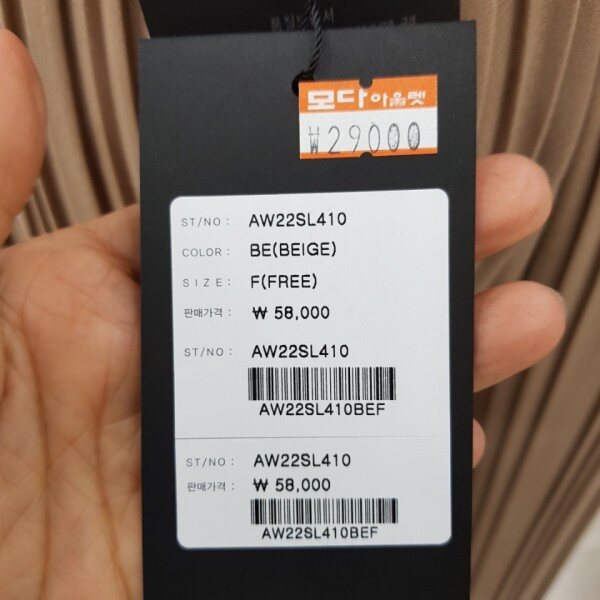 모다아울렛
₩29000
ST/NO : AW22SL410
COLOR : BE(BEIGE)
SIZE : F(FREE)
판매가격 : ₩ 58,000
ST/NO : AW22SL410
AW22SL410BEF
ST/NO : AW22SL410
판매가격 : ₩ 58,000
AW22SL410BEF